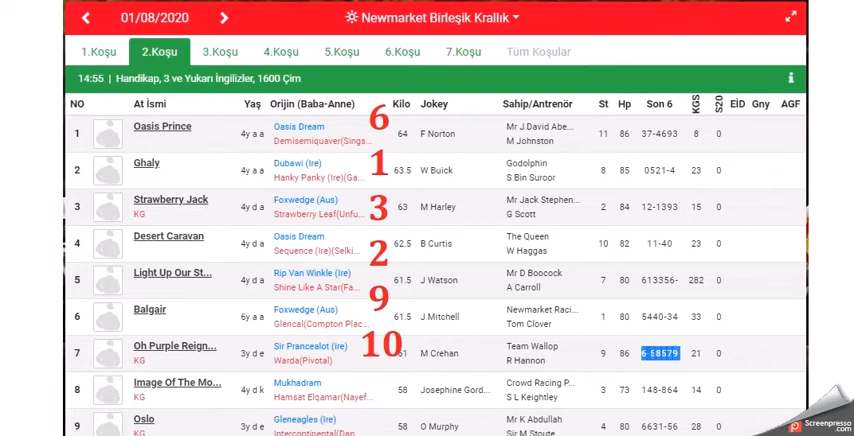 01/08/2020 Newmarket Birleşik Krallık
1.Koşu 2.Koşu 3.Koşu 4.Koşu 5.Koşu 6.Koşu 7.Koşu Tüm Koşular
14:55 | Handikap, 3 ve Yukarı İngilizler, 1600 Çim
NO At İsmi Yaş Orijin (Baba-Anne) Kilo Jokey Sahip/Antrenör St Hp Son 6 KGS S20 EİD Gny AGF
6
1 Oasis Prince 4y a a Oasis Dream 64 F Norton Mr J David Abe... 11 86 37-4693 8 0
Demisemiquaver(Sings... M Johnston
1
2 Ghaly 4y a a Dubawi (Ire) 63.5 W Buick Godolphin 8 85 0521-4 23 0
Hanky Panky (Ire)(Ga... S Bin Suroor
3
3 Strawberry Jack 4y d a Foxwedge (Aus) 63 M Harley Mr Jack Stephen... 2 84 12-1393 15 0
KG Strawberry Leaf(Unfu... G Scott
2
4 Desert Caravan 4y d a Oasis Dream 62.5 B Curtis The Queen 10 82 11-40 23 0
Sequence (Ire)(Selki... W Haggas
9
5 Light Up Our St... 4y d a Rip Van Winkle (Ire) 61.5 J Watson Mr D Boocock 7 80 613356- 282 0
Shine Like A Star(Fa... A Carroll
6 Balgair 6y a a Foxwedge (Aus) 61.5 J Mitchell Newmarket Raci... 1 80 5440-34 33 0
Glencal(Compton Plac... Tom Clover
10
7 Oh Purple Reign... 3y d e Sir Prancealot (Ire) 61 M Crehan Team Wallop 9 86 6-58579 21 0
KG Warda(Pivotal) R Hannon
8 Image Of The Mo... 4y d k Mukhadram 58 Josephine Gord... Crowd Racing P... 3 73 148-864 14 0
KG Hamsat Elqamar(Nayef... S L Keightley
9 Oslo 3y d e Gleneagles (Ire) 58 O Murphy Mr K Abdullah 4 80 6631-56 28 0
Intercontinental(Dan Sir M Stoute
Screenpresso
.com